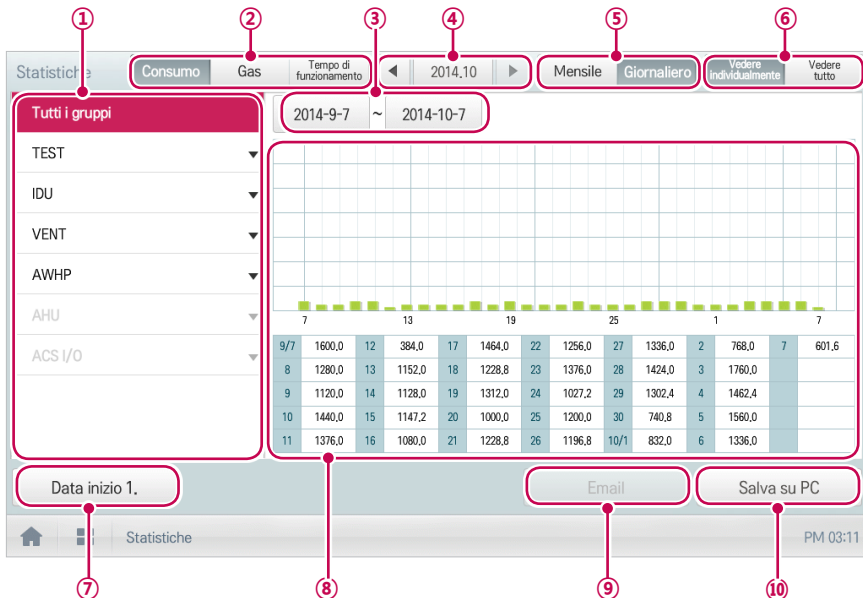 ① ② ③ ④ ⑤ ⑥
Statistiche Consumo Gas Tempo di funzionamento ◀ 2014.10 ▶ Mensile Giornaliero Vedere individualmente Vedere tutto
Tutti i gruppi
2014-9-7 ~ 2014-10-7
TEST
IDU
VENT
AWHP
AHU
ACS I/O
7 13 19 25 1 7
9/7 1600,0 12 384,0 17 1464,0 22 1256,0 27 1336,0 2 768,0 7 601,6
8 1280,0 13 1152,0 18 1228,8 23 1376,0 28 1424,0 3 1760,0
9 1120,0 14 1128,0 19 1312,0 24 1027,2 29 1302,4 4 1462,4
10 1440,0 15 1147,2 20 1000,0 25 1200,0 30 740,8 5 1560,0
11 1376,0 16 1080,0 21 1228,8 26 1196,8 10/1 832,0 6 1336,0
Data inizio 1. Email Salva su PC
Statistiche PM 03:11
⑦ ⑧ ⑨ ⑩